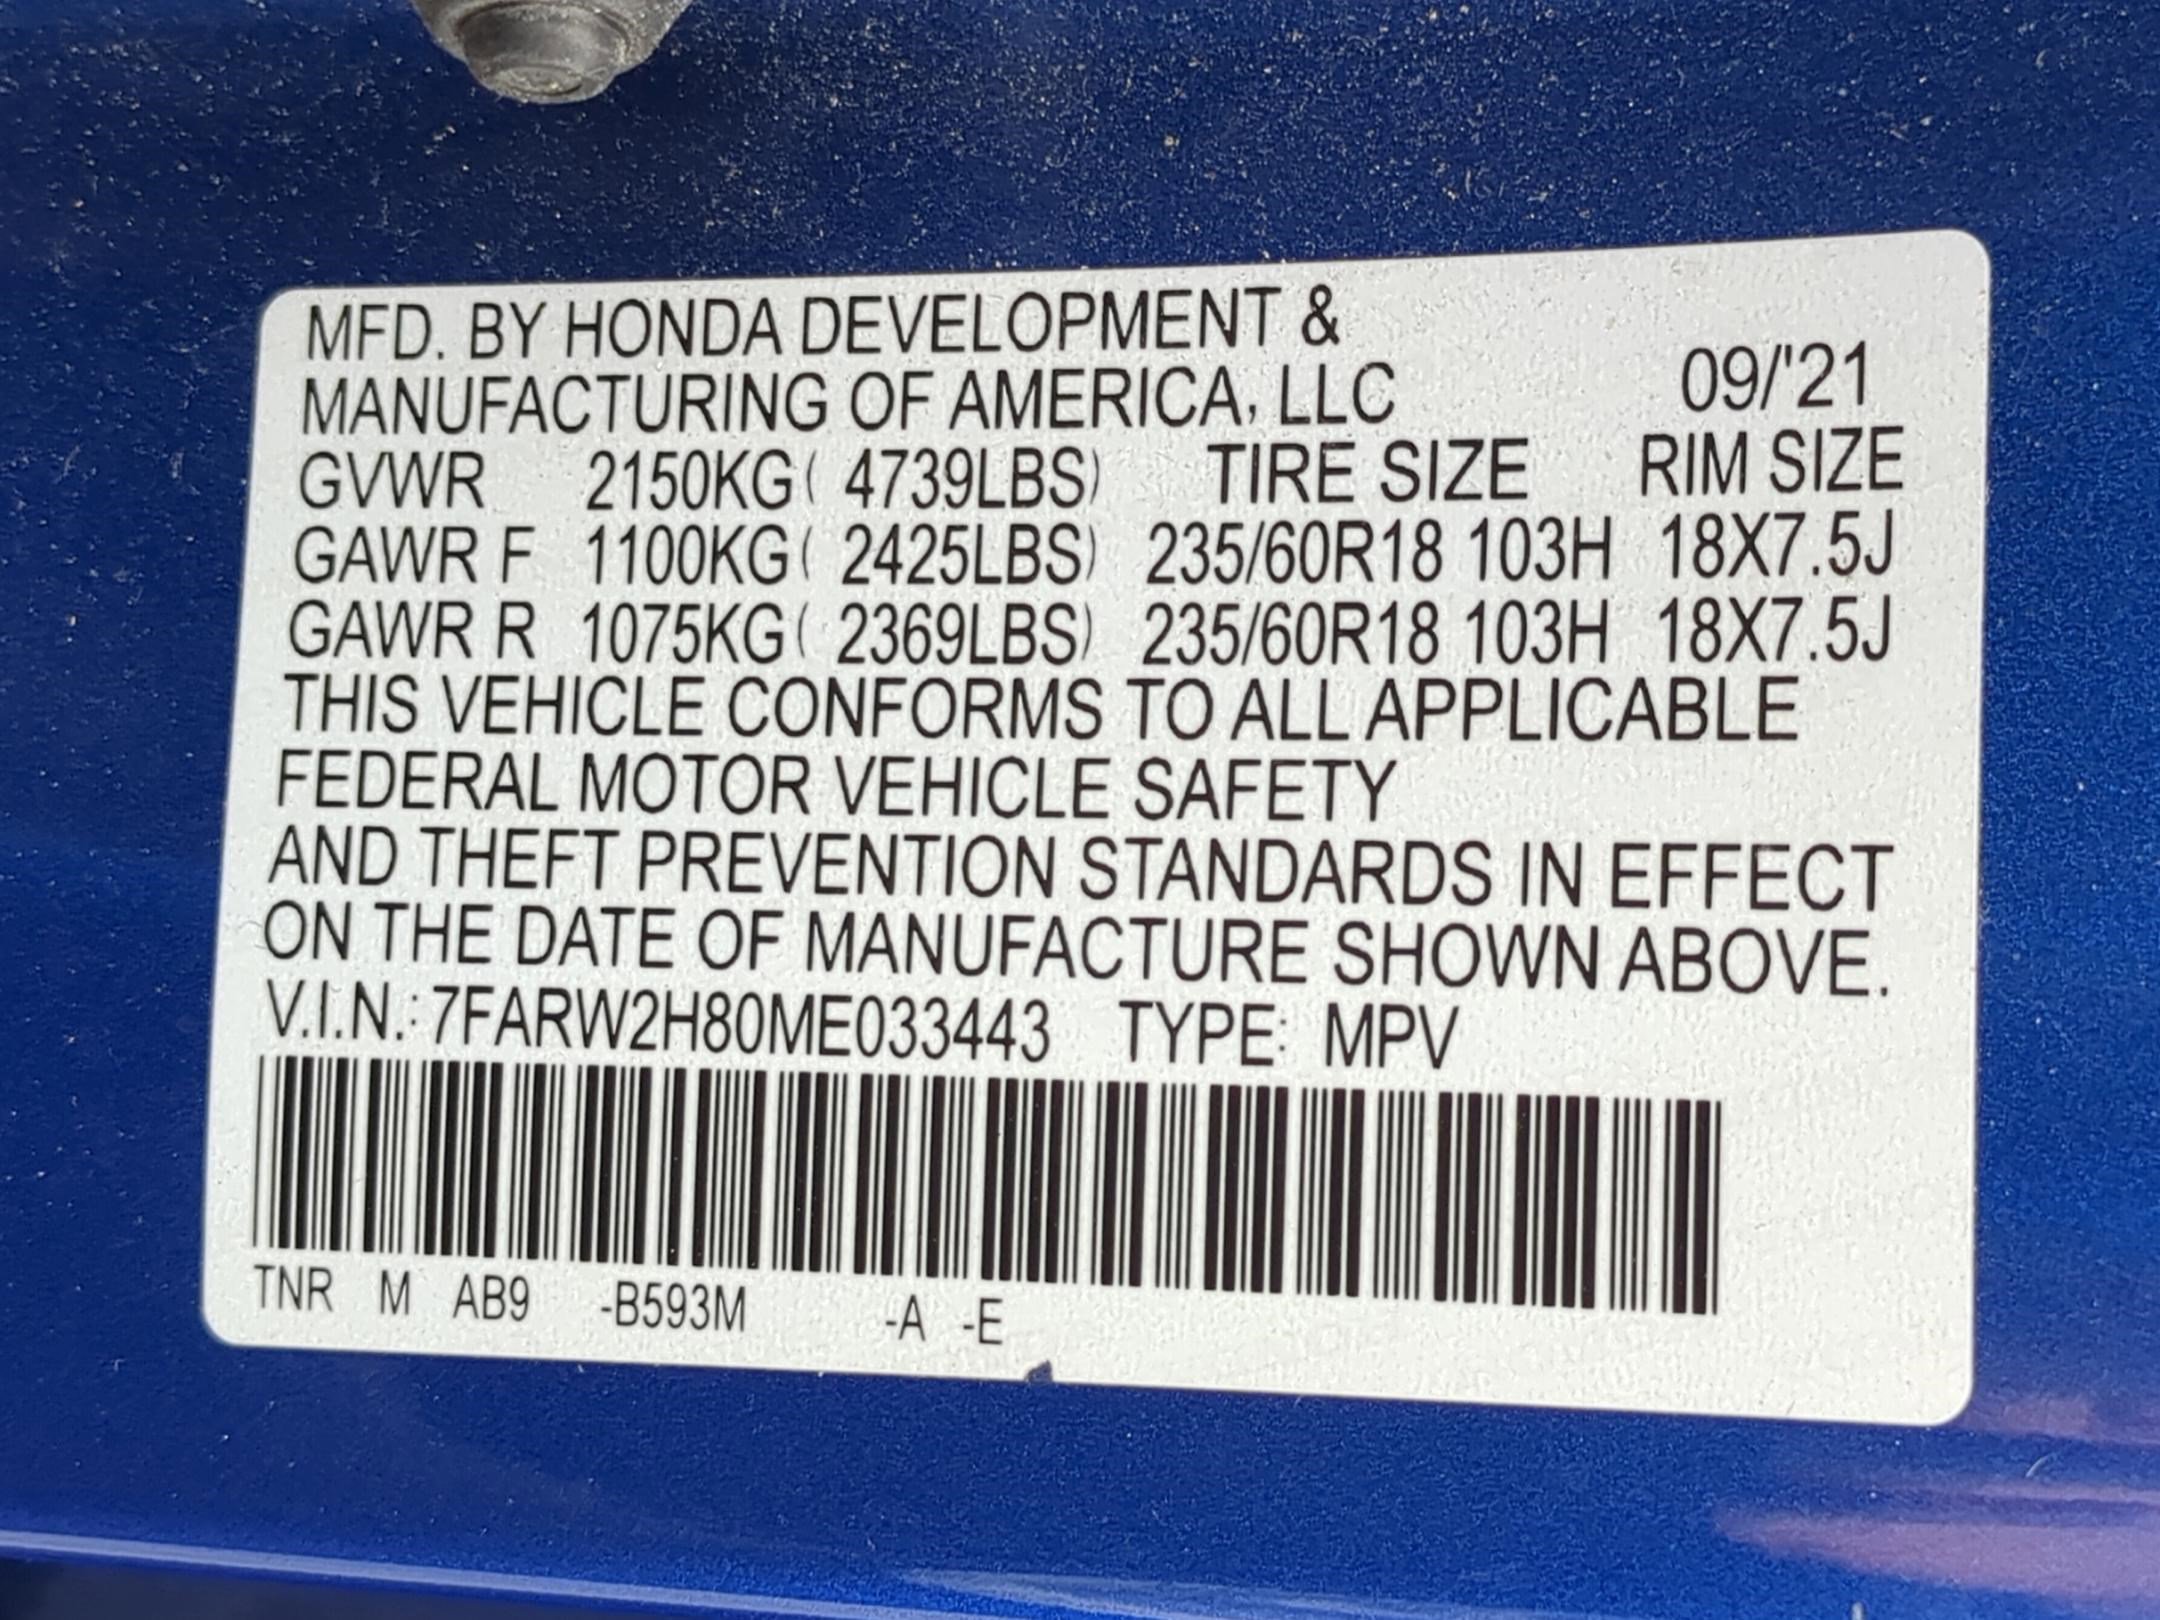 MFD. BY HONDA DEVELOPMENT &
MANUFACTURING OF AMERICA, LLC 09/'21
GVWR 2150KG( 4739LBS) TIRE SIZE RIM SIZE
GAWR F 1100KG( 2425LBS) 235/60R18 103H 18X7.5J
GAWR R 1075KG( 2369LBS) 235/60R18 103H 18X7.5J
THIS VEHICLE CONFORMS TO ALL APPLICABLE
FEDERAL MOTOR VEHICLE SAFETY
AND THEFT PREVENTION STANDARDS IN EFFECT
ON THE DATE OF MANUFACTURE SHOWN ABOVE.
V.I.N.: 7FARW2H80ME033443 TYPE: MPV
TNR M AB9 -B593M -A -E